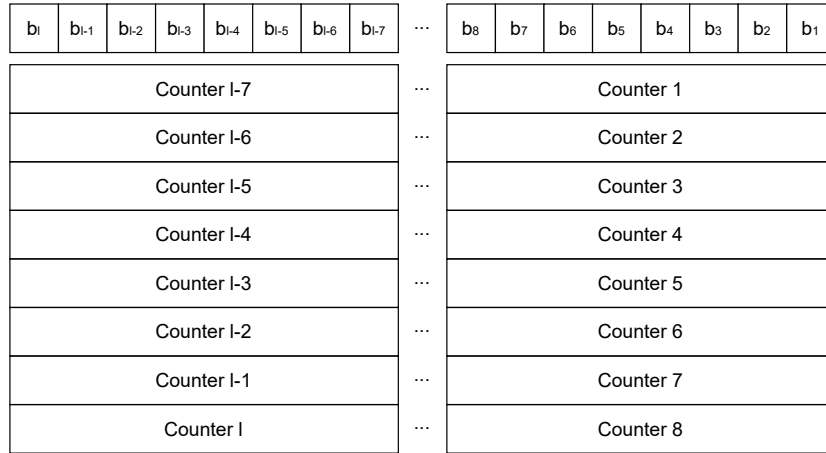 bl bl-1 bl-2 bl-3 bl-4 bl-5 bl-6 bl-7 ... b8 b7 b6 b5 b4 b3 b2 b1
Counter l-7 ... Counter 1
Counter l-6 ... Counter 2
Counter l-5 ... Counter 3
Counter l-4 ... Counter 4
Counter l-3 ... Counter 5
Counter l-2 ... Counter 6
Counter l-1 ... Counter 7
Counter l ... Counter 8